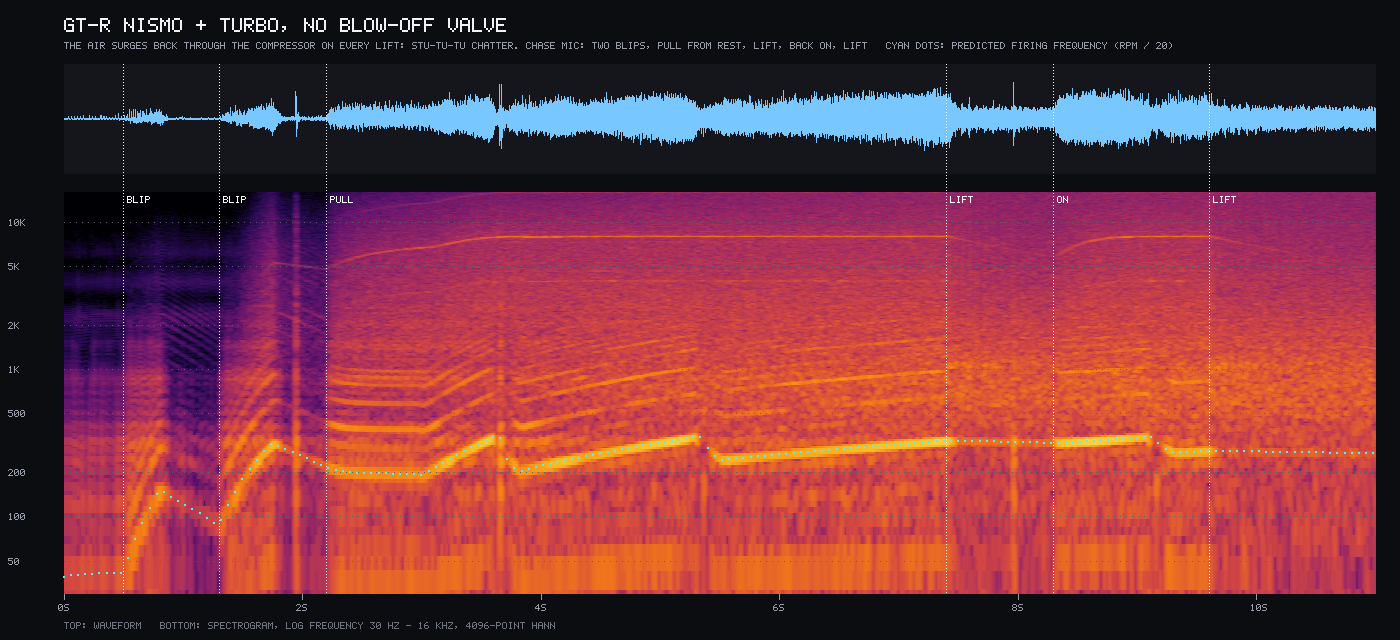 GT-R NISMO + TURBO, NO BLOW-OFF VALVE
THE AIR SURGES BACK THROUGH THE COMPRESSOR ON EVERY LIFT: STU-TU-TU CHATTER. CHASE MIC: TWO BLIPS, PULL FROM REST, LIFT, BACK ON, LIFT   CYAN DOTS: PREDICTED FIRING FREQUENCY (RPM / 20)
BLIP BLIP PULL LIFT ON LIFT
10K
5K
2K
1K
500
200
100
50
0S 2S 4S 6S 8S 10S
TOP: WAVEFORM   BOTTOM: SPECTROGRAM, LOG FREQUENCY 30 HZ - 16 KHZ, 4096-POINT HANN